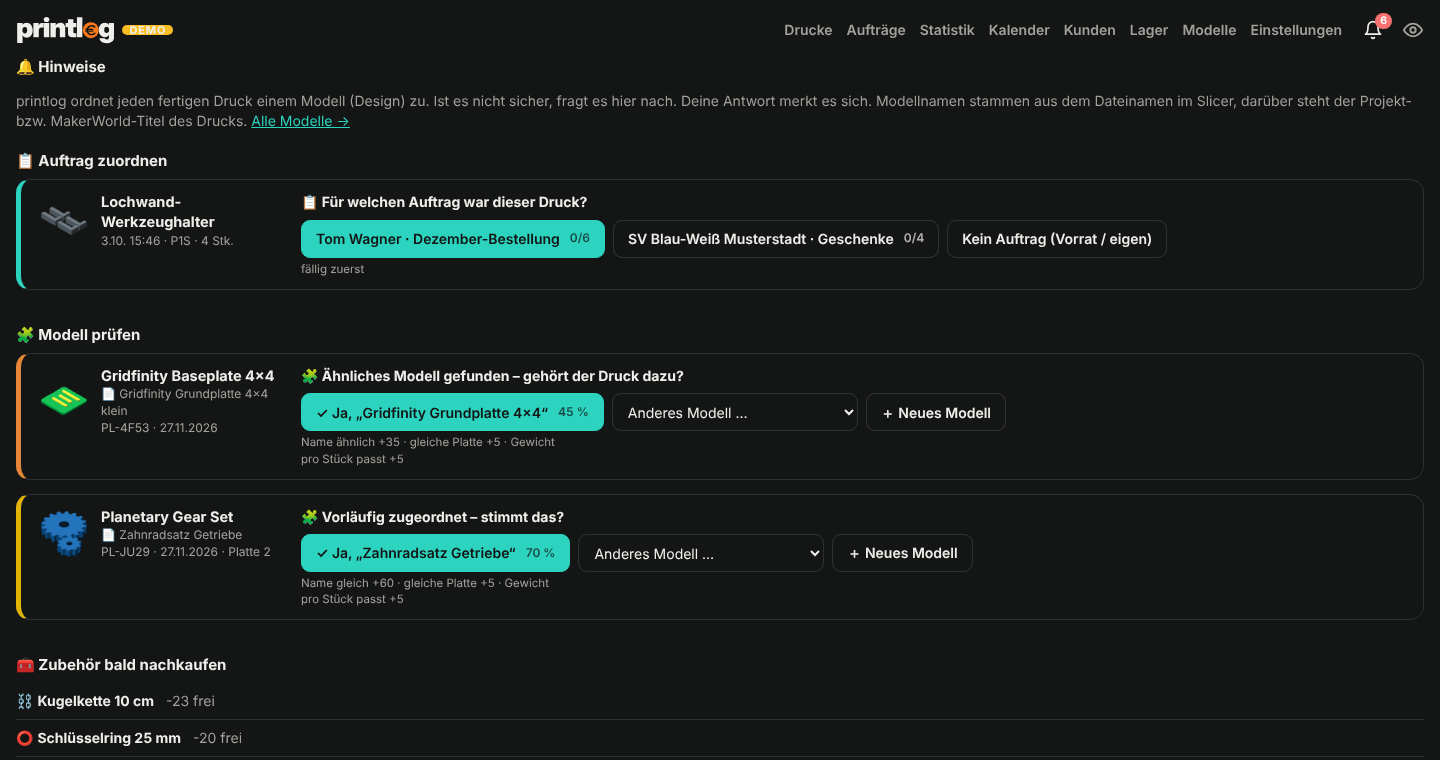 printlog DEMO
Drucke Aufträge Statistik Kalender Kunden Lager Modelle Einstellungen 6
🔔 Hinweise
printlog ordnet jeden fertigen Druck einem Modell (Design) zu. Ist es nicht sicher, fragt es hier nach. Deine Antwort merkt es sich. Modellnamen stammen aus dem Dateinamen im Slicer, darüber steht der Projekt-
bzw. MakerWorld-Titel des Drucks. Alle Modelle →
📋 Auftrag zuordnen
Lochwand-
Werkzeughalter
3.10. 15:46 · P1S · 4 Stk.
📋 Für welchen Auftrag war dieser Druck?
Tom Wagner · Dezember-Bestellung 0/6
SV Blau-Weiß Musterstadt · Geschenke 0/4
Kein Auftrag (Vorrat / eigen)
fällig zuerst
🧩 Modell prüfen
Gridfinity Baseplate 4×4
📄 Gridfinity Grundplatte 4×4
klein
PL-4F53 · 27.11.2026
🧩 Ähnliches Modell gefunden – gehört der Druck dazu?
✓ Ja, „Gridfinity Grundplatte 4×4“ 45 %
Anderes Modell ...
+ Neues Modell
Name ähnlich +35 · gleiche Platte +5 · Gewicht
pro Stück passt +5
Planetary Gear Set
📄 Zahnradsatz Getriebe
PL-JU29 · 27.11.2026 · Platte 2
🧩 Vorläufig zugeordnet – stimmt das?
✓ Ja, „Zahnradsatz Getriebe“ 70 %
Anderes Modell ...
+ Neues Modell
Name gleich +60 · gleiche Platte +5 · Gewicht
pro Stück passt +5
🧰 Zubehör bald nachkaufen
⛓️ Kugelkette 10 cm -23 frei
⭕ Schlüsselring 25 mm -20 frei